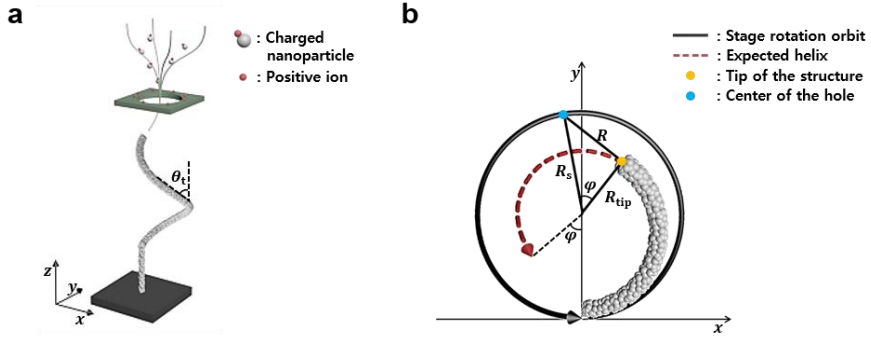 a
: Charged
nanoparticle
: Positive ion
θt
z
y
x
b
: Stage rotation orbit
: Expected helix
: Tip of the structure
: Center of the hole
y
R
Rs
φ
Rtip
φ
x